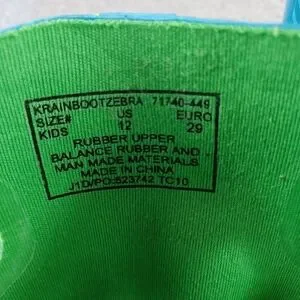 KRAINBOOTZEBRA 71740-449
SIZE# US EURO
KIDS 12 29
RUBBER UPPER
BALANCE RUBBER AND
MAN MADE MATERIALS
MADE IN CHINA
J1D/PO:523742 TC10